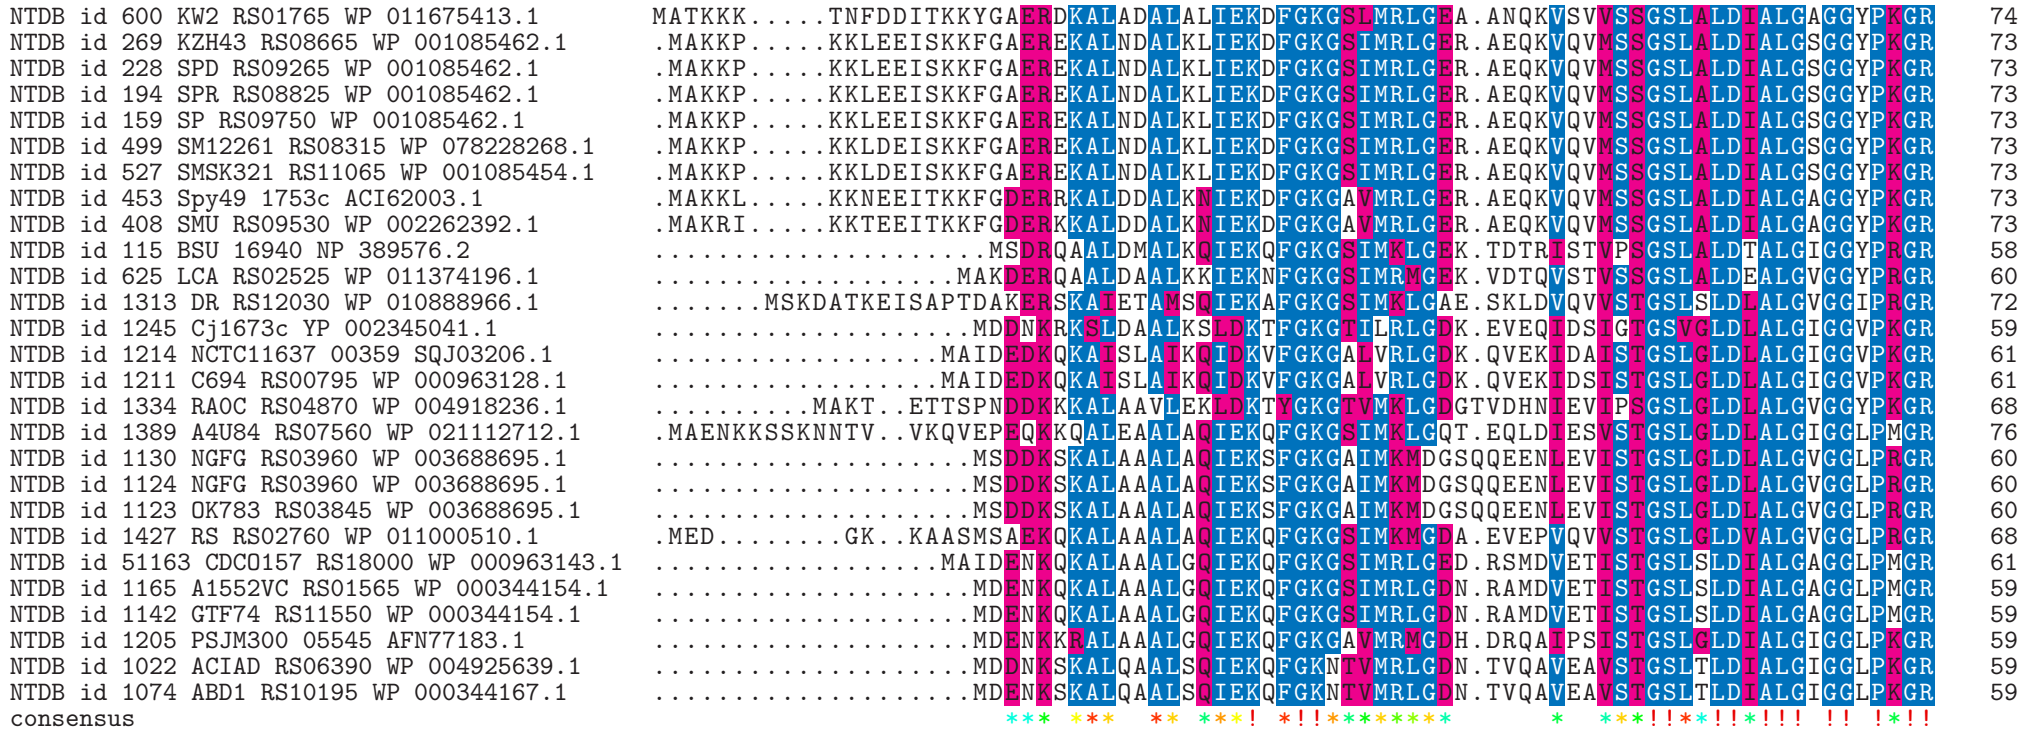 NTDB id 600 KW2 RS01765 WP 011675413.1 MATKKK.....TNFDDITKKYGAERDKALADALALIEKDFGKGSLMRLGEA.ANQKVSVVSSGSLALDIALGAGGYPKGR 74
NTDB id 269 KZH43 RS08665 WP 001085462.1 .MAKKP.....KKLEEISKKFGAEREKALNDALKLIEKDFGKGSIMRLGER.AEQKVQVMSSGSLALDIALGSGGYPKGR 73
NTDB id 228 SPD RS09265 WP 001085462.1 .MAKKP.....KKLEEISKKFGAEREKALNDALKLIEKDFGKGSIMRLGER.AEQKVQVMSSGSLALDIALGSGGYPKGR 73
NTDB id 194 SPR RS08825 WP 001085462.1 .MAKKP.....KKLEEISKKFGAEREKALNDALKLIEKDFGKGSIMRLGER.AEQKVQVMSSGSLALDIALGSGGYPKGR 73
NTDB id 159 SP RS09750 WP 001085462.1 .MAKKP.....KKLEEISKKFGAEREKALNDALKLIEKDFGKGSIMRLGER.AEQKVQVMSSGSLALDIALGSGGYPKGR 73
NTDB id 499 SM12261 RS08315 WP 078228268.1 .MAKKP.....KKLDEISKKFGAEREKALNDALKLIEKDFGKGSIMRLGER.AEQKVQVMSSGSLALDIALGSGGYPKGR 73
NTDB id 527 SMSK321 RS11065 WP 001085454.1 .MAKKP.....KKLDEISKKFGAEREKALNDALKLIEKDFGKGSIMRLGER.AEQKVQVMSSGSLALDIALGSGGYPKGR 73
NTDB id 453 Spy49 1753c ACI62003.1 .MAKKL.....KKNEEITKKFGDERRKALDDALKNIEKDFGKGAVMRLGER.AEQKVQVMSSGSLALDIALGAGGYPKGR 73
NTDB id 408 SMU RS09530 WP 002262392.1 .MAKRI.....KKTEEITKKFGDERKKALDDALKNIEKDFGKGAVMRLGER.AEQKVQVMSSGSLALDIALGAGGYPKGR 73
NTDB id 115 BSU 16940 NP 389576.2 .....................MSDRQAALDMALKQIEKQFGKGSIMKLGEK.TDTRISTVPSGSLALDTALGIGGYPRGR 58
NTDB id 625 LCA RS02525 WP 011374196.1 ...................MAKDERQAALDAALKKIEKNFGKGSIMRMGEK.VDTQVSTVSSGSLALDEALGVGGYPRGR 60
NTDB id 1313 DR RS12030 WP 010888966.1 .......MSKDATKEISAPTDAKERSKAIETAMSQIEKAFGKGSIMKLGAE.SKLDVQVVSTGSLSLDLALGVGGIPRGR 72
NTDB id 1245 Cj1673c YP 002345041.1 ....................MDDNKRKSLDAALKSLDKTFGKGTILRLGDK.EVEQIDSIGTGSVGLDLALGIGGVPKGR 59
NTDB id 1214 NCTC11637 00359 SQJ03206.1 ..................MAIDEDKQKAISLAIKQIDKVFGKGALVRLGDK.QVEKIDAISTGSLGLDLALGIGGVPKGR 61
NTDB id 1211 C694 RS00795 WP 000963128.1 ..................MAIDEDKQKAISLAIKQIDKVFGKGALVRLGDK.QVEKIDSISTGSLGLDLALGIGGVPKGR 61
NTDB id 1334 RA0C RS04870 WP 004918236.1 ..........MAKT..ETTSPNDDKKKALAAVLEKLDKTYGKGTVMKLGDGTVDHNIEVIPSGSLGLDLALGVGGYPKGR 68
NTDB id 1389 A4U84 RS07560 WP 021112712.1 .MAENKKSSKNNTV..VKQVEPEQKKQALEAALAQIEKQFGKGSIMKLGQT.EQLDIESVSTGSLGLDLALGIGGLPMGR 76
NTDB id 1130 NGFG RS03960 WP 003688695.1 ....................MSDDKSKALAAALAQIEKSFGKGAIMKMDGSQQEENLEVISTGSLGLDLALGVGGLPRGR 60
NTDB id 1124 NGFG RS03960 WP 003688695.1 ....................MSDDKSKALAAALAQIEKSFGKGAIMKMDGSQQEENLEVISTGSLGLDLALGVGGLPRGR 60
NTDB id 1123 OK783 RS03845 WP 003688695.1 ....................MSDDKSKALAAALAQIEKSFGKGAIMKMDGSQQEENLEVISTGSLGLDLALGVGGLPRGR 60
NTDB id 1427 RS RS02760 WP 011000510.1 .MED........GK..KAASMSAEKQKALAAALAQIEKQFGKGSIMKMGDA.EVEPVQVVSTGSLGLDVALGVGGLPRGR 68
NTDB id 51163 CDCO157 RS18000 WP 000963143.1 ..................MAIDENKQKALAAALGQIEKQFGKGSIMRLGED.RSMDVETISTGSLSLDIALGAGGLPMGR 61
NTDB id 1165 A1552VC RS01565 WP 000344154.1 ....................MDENKQKALAAALGQIEKQFGKGSIMRLGDN.RAMDVETISTGSLSLDIALGAGGLPMGR 59
NTDB id 1142 GTF74 RS11550 WP 000344154.1 ....................MDENKQKALAAALGQIEKQFGKGSIMRLGDN.RAMDVETISTGSLSLDIALGAGGLPMGR 59
NTDB id 1205 PSJM300 05545 AFN77183.1 ....................MDENKKRALAAALGQIEKQFGKGAVMRMGDH.DRQAIPSISTGSLGLDIALGIGGLPKGR 59
NTDB id 1022 ACIAD RS06390 WP 004925639.1 ....................MDDNKSKALQAALSQIEKQFGKNTVMRLGDN.TVQAVEAVSTGSLTLDIALGIGGLPKGR 59
NTDB id 1074 ABD1 RS10195 WP 000344167.1 ....................MDENKSKALQAALSQIEKQFGKNTVMRLGDN.TVQAVEAVSTGSLTLDIALGIGGLPKGR 59
consensus *** *** ** ***! *!!******** * ***!!**!!*!!! !! !*!!